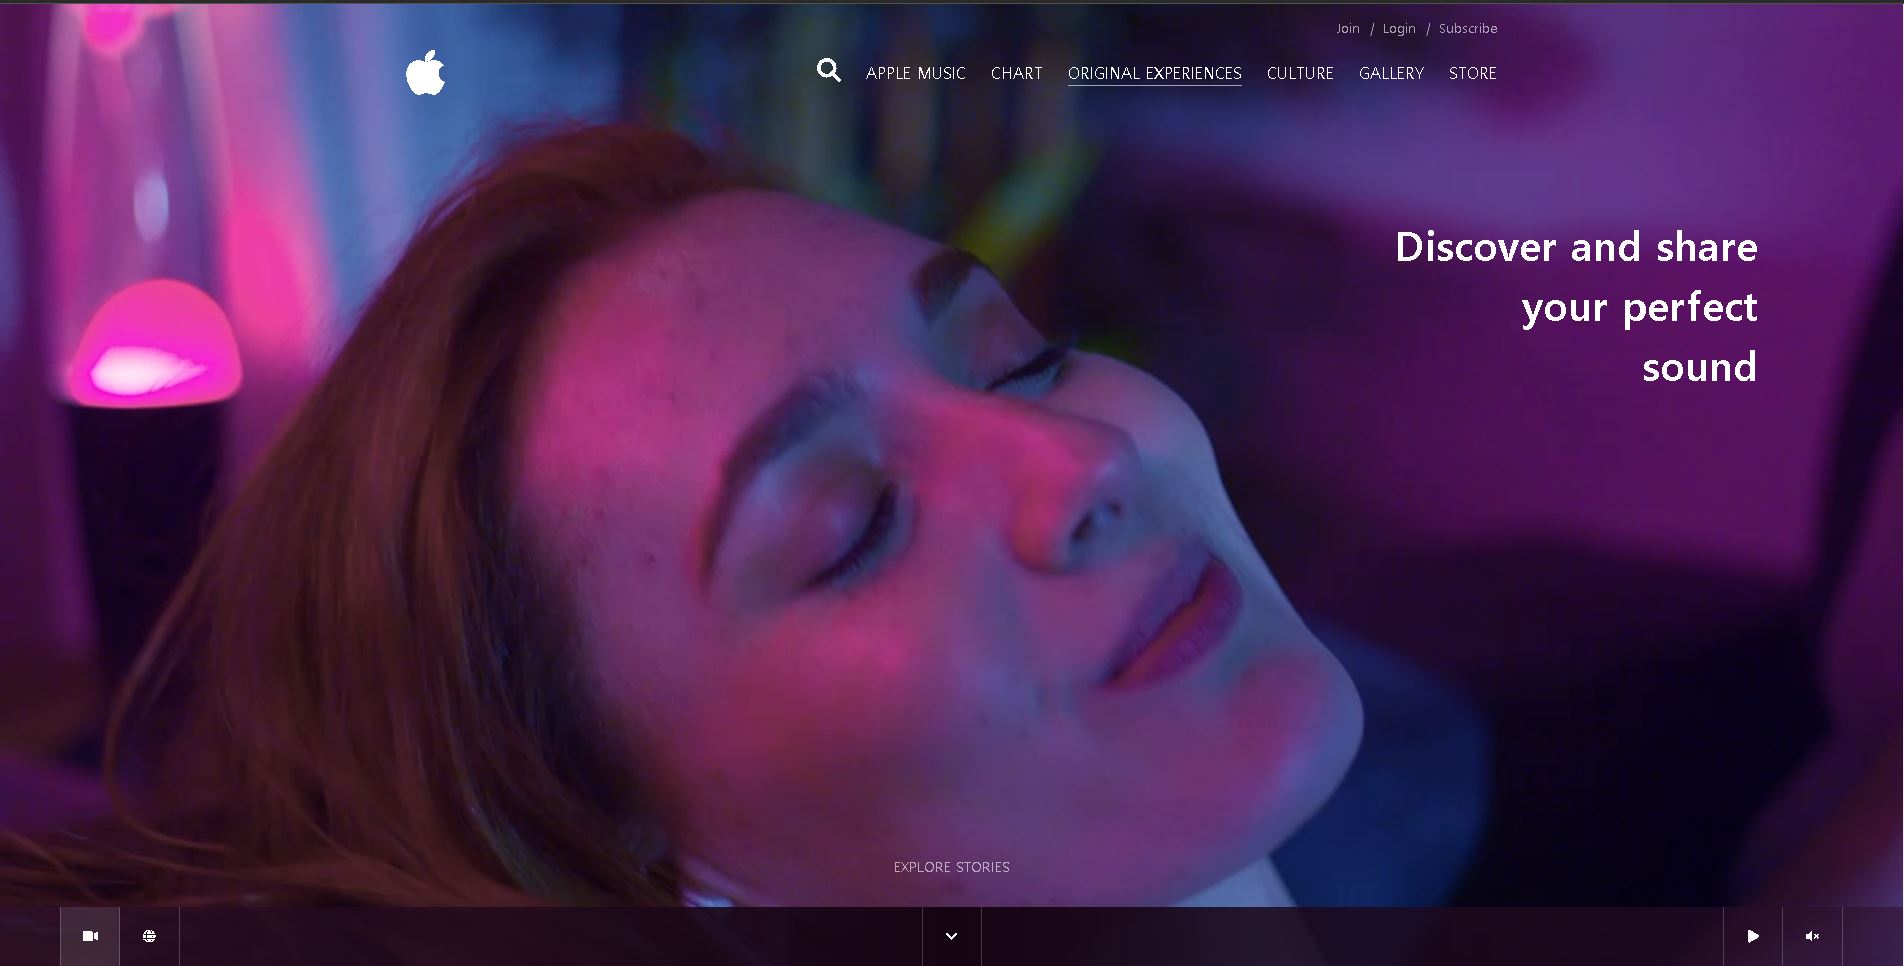 Join / Login / Subscribe
APPLE MUSIC CHART ORIGINAL EXPERIENCES CULTURE GALLERY STORE
Discover and share
your perfect
sound
EXPLORE STORIES